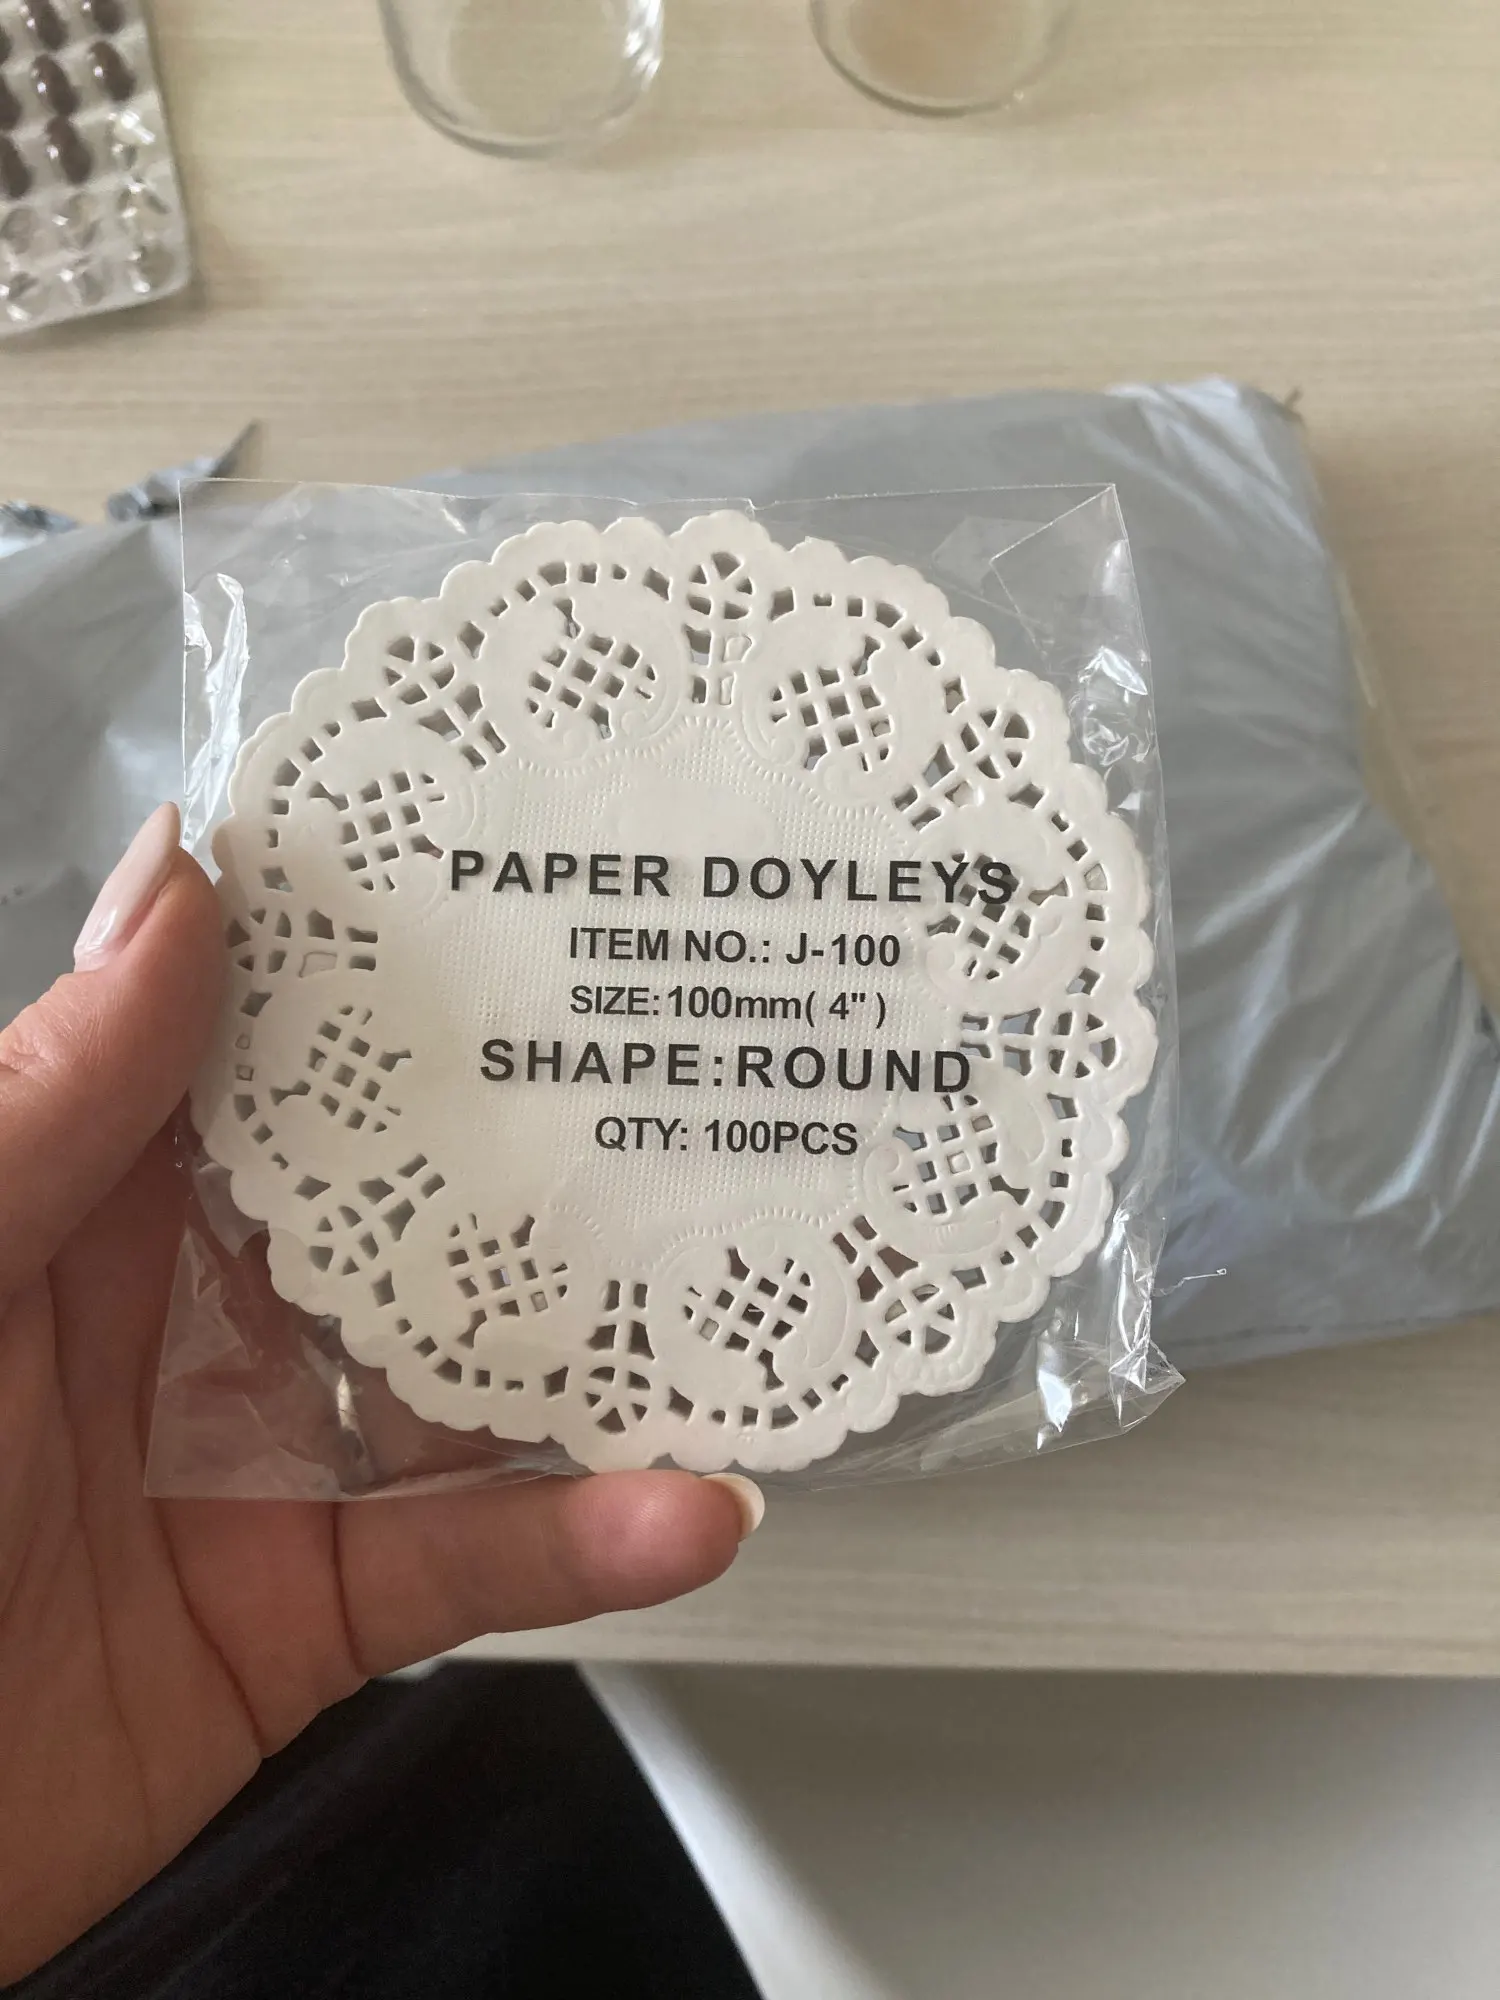 PAPER DOYLEYS
ITEM NO.: J-100
SIZE:100mm( 4" )
SHAPE:ROUND
QTY: 100PCS